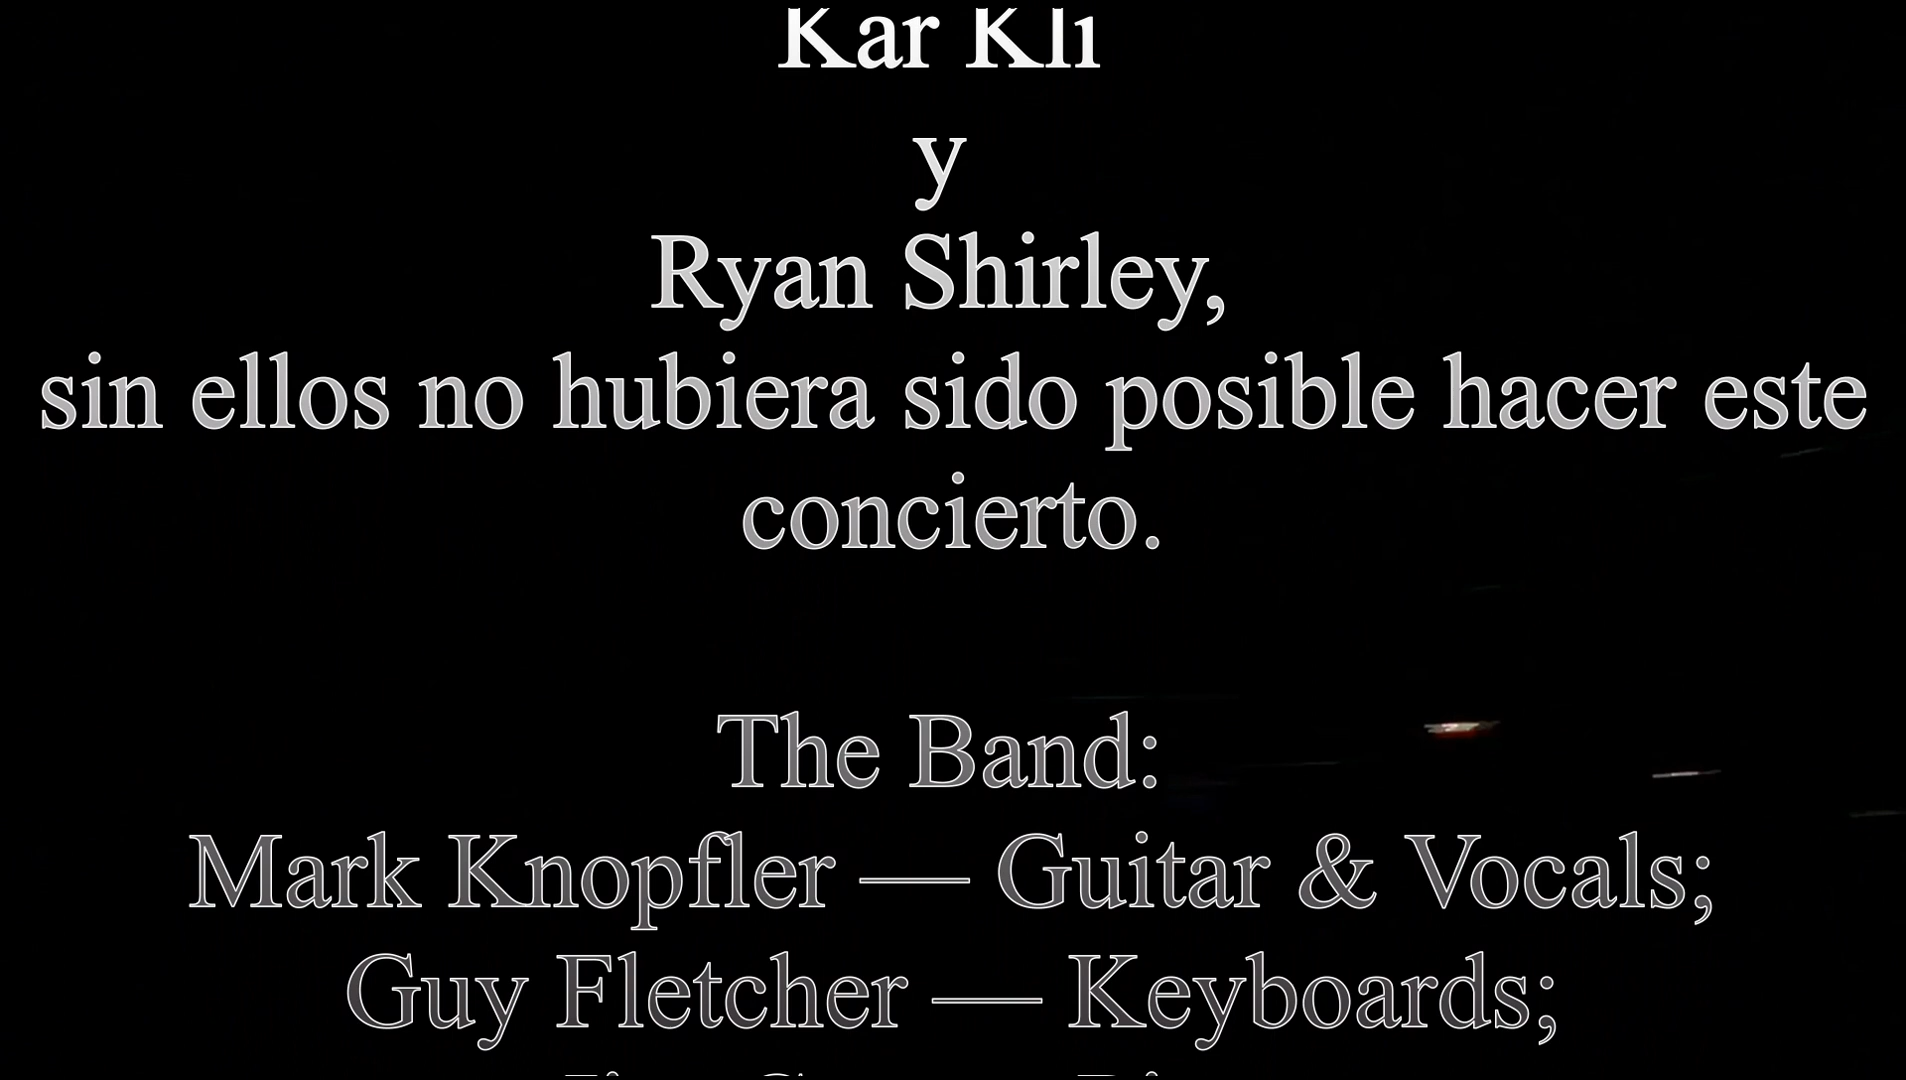 Kar Kli
y
Ryan Shirley,
sin ellos no hubiera sido posible hacer este
concierto.
The Band:
Mark Knopfler — Guitar & Vocals;
Guy Fletcher — Keyboards;